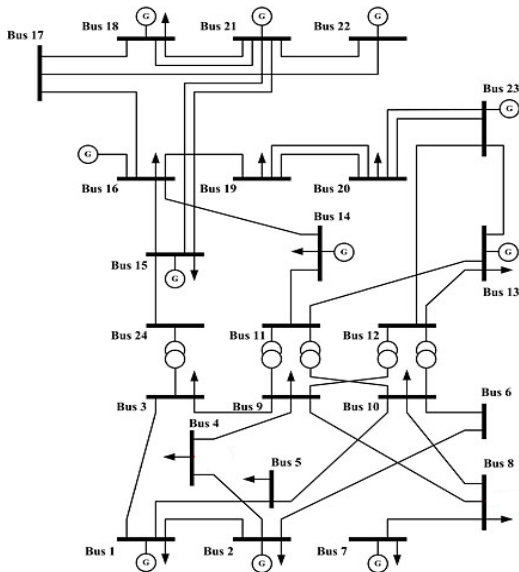 Bus 18
G
Bus 21
G
Bus 22
G
Bus 17
Bus 23
G
G
Bus 16
Bus 19
Bus 20
Bus 14
G
G
Bus 15
G
Bus 13
Bus 24
Bus 11
Bus 12
Bus 3
Bus 9
Bus 10
Bus 6
Bus 4
Bus 5
Bus 8
Bus 1
G
Bus 2
G
Bus 7
G